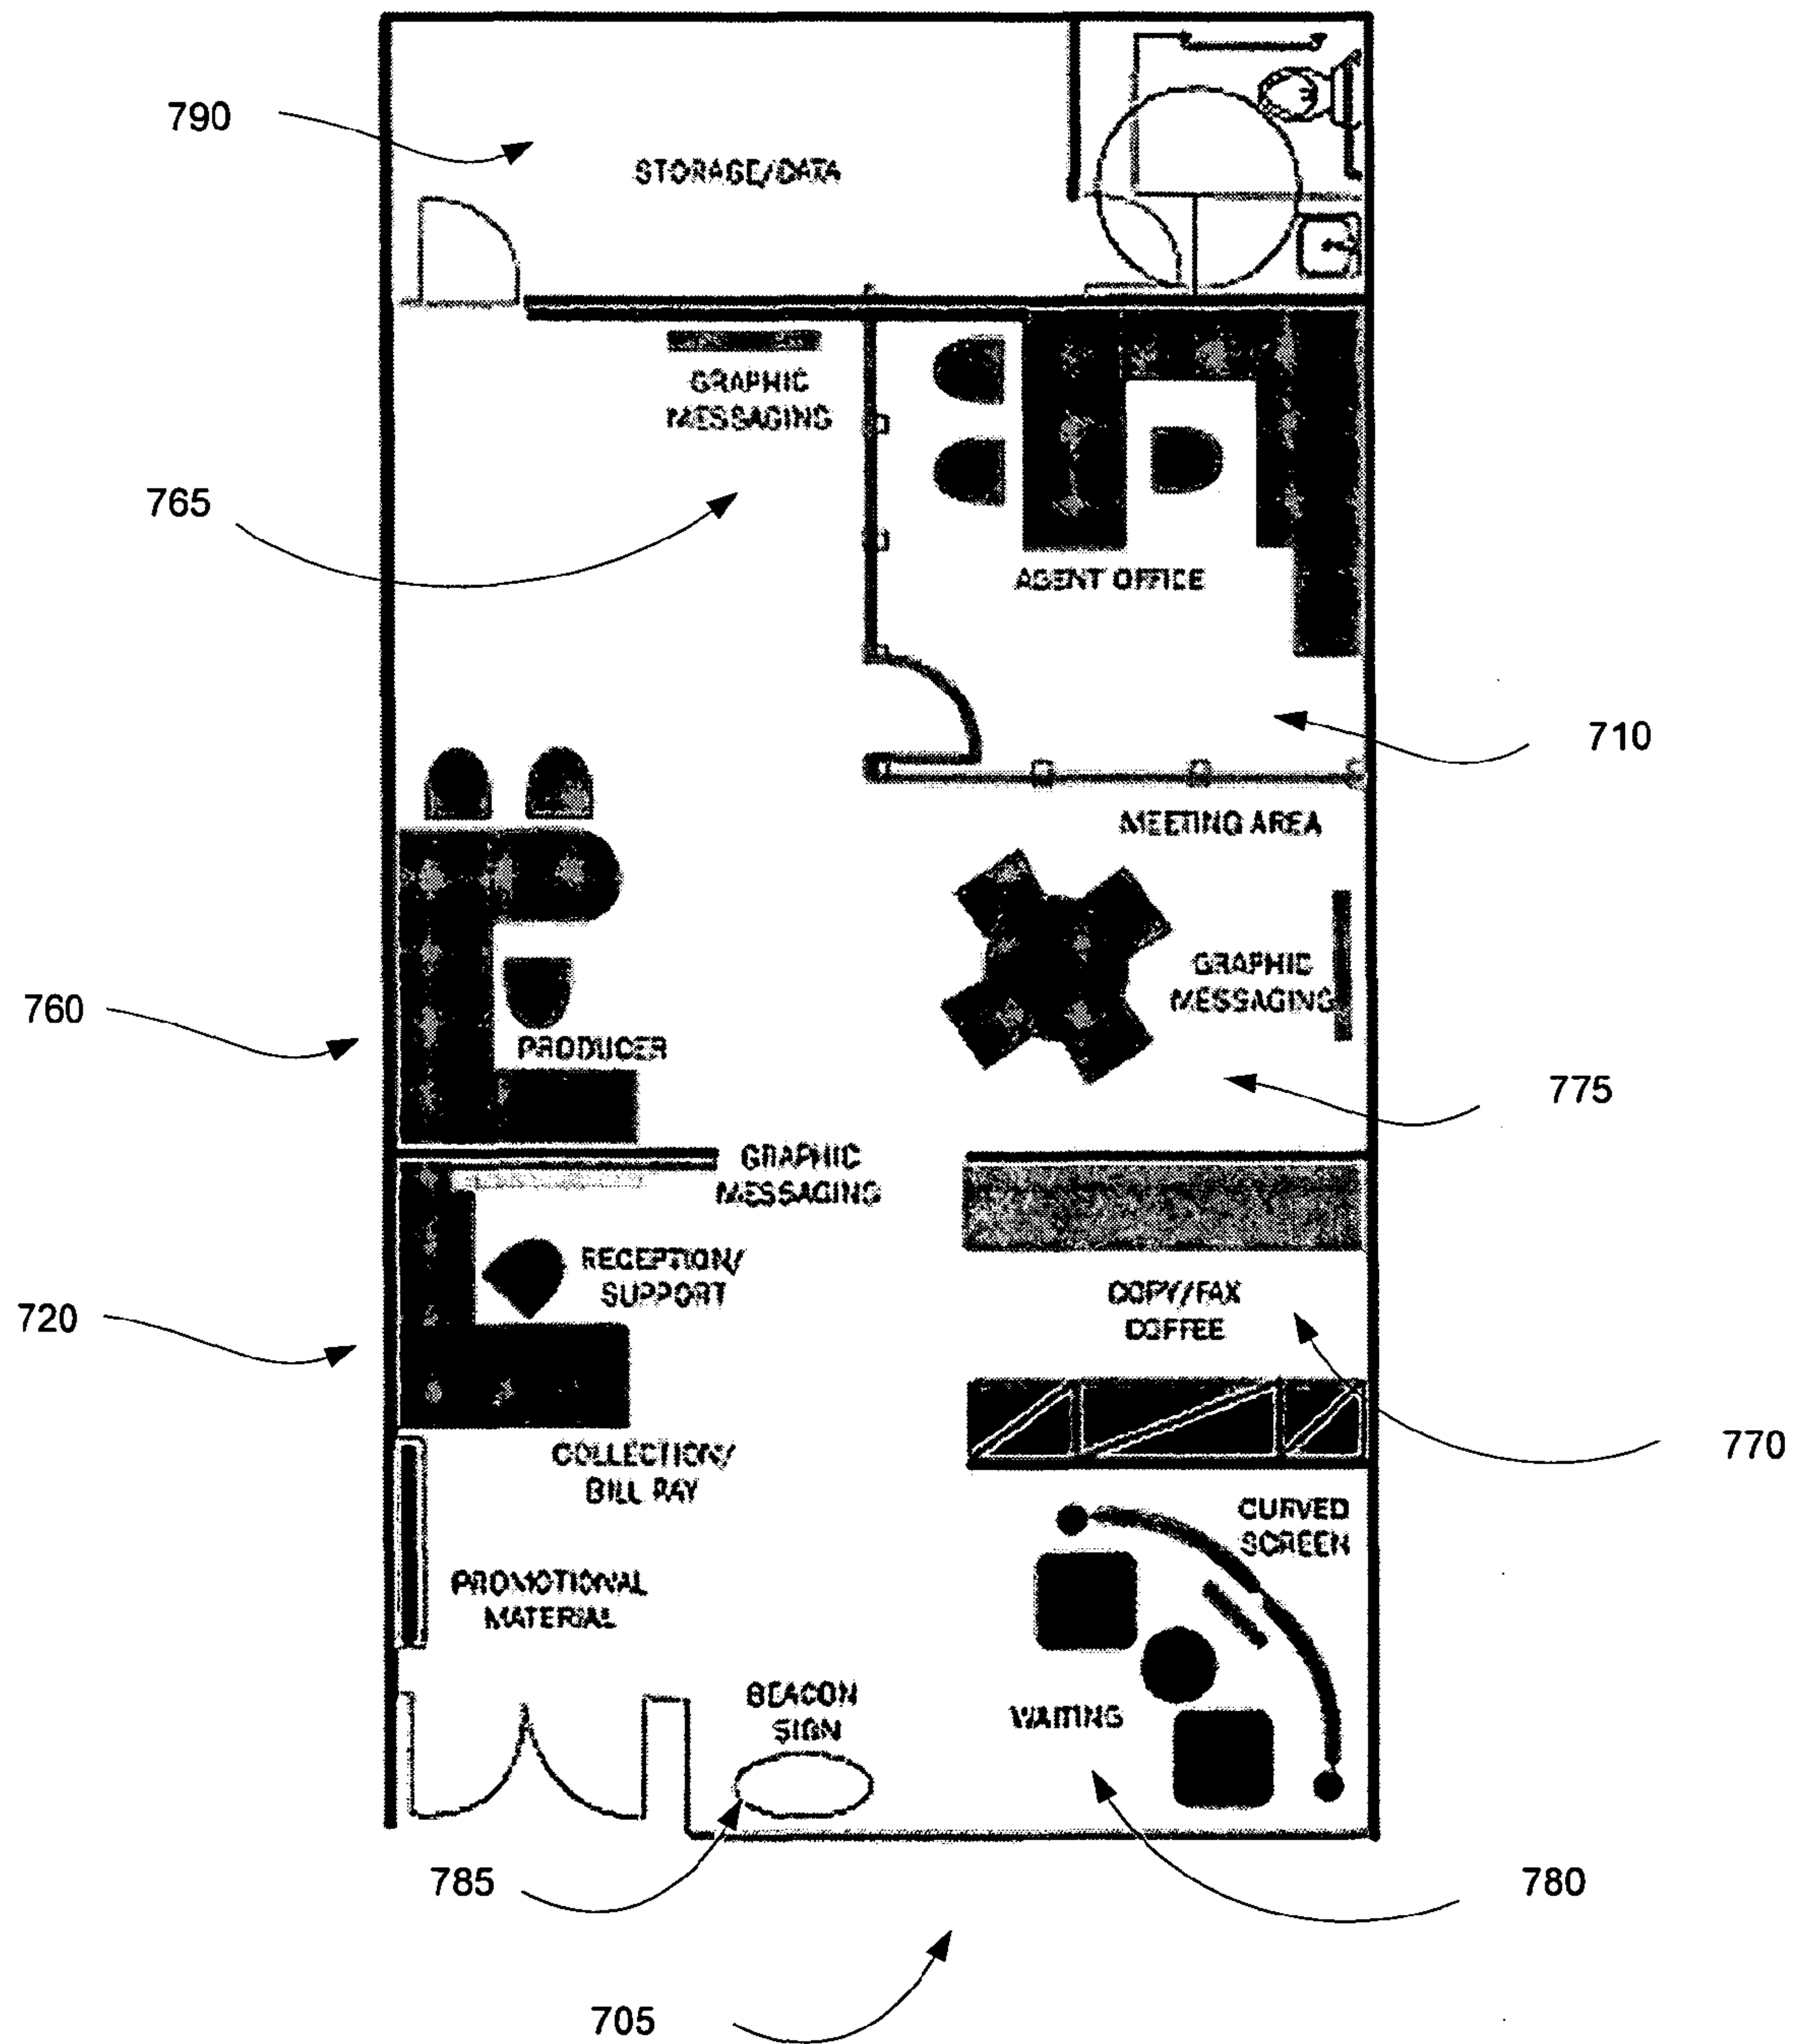 790
STORAGE/DATA
GRAPHIC
MESSAGING
765
AGENT OFFICE
710
MEETING AREA
GRAPHIC
MESSAGING
760
PRODUCER
775
GRAPHIC
MESSAGING
RECEPTION/
SUPPORT
720
COPY/FAX
COFFEE
770
COLLECTION/
BILL PAY
CURVED
SCREEN
PROMOTIONAL
MATERIAL
BEACON
SIGN
WAITING
785
780
705